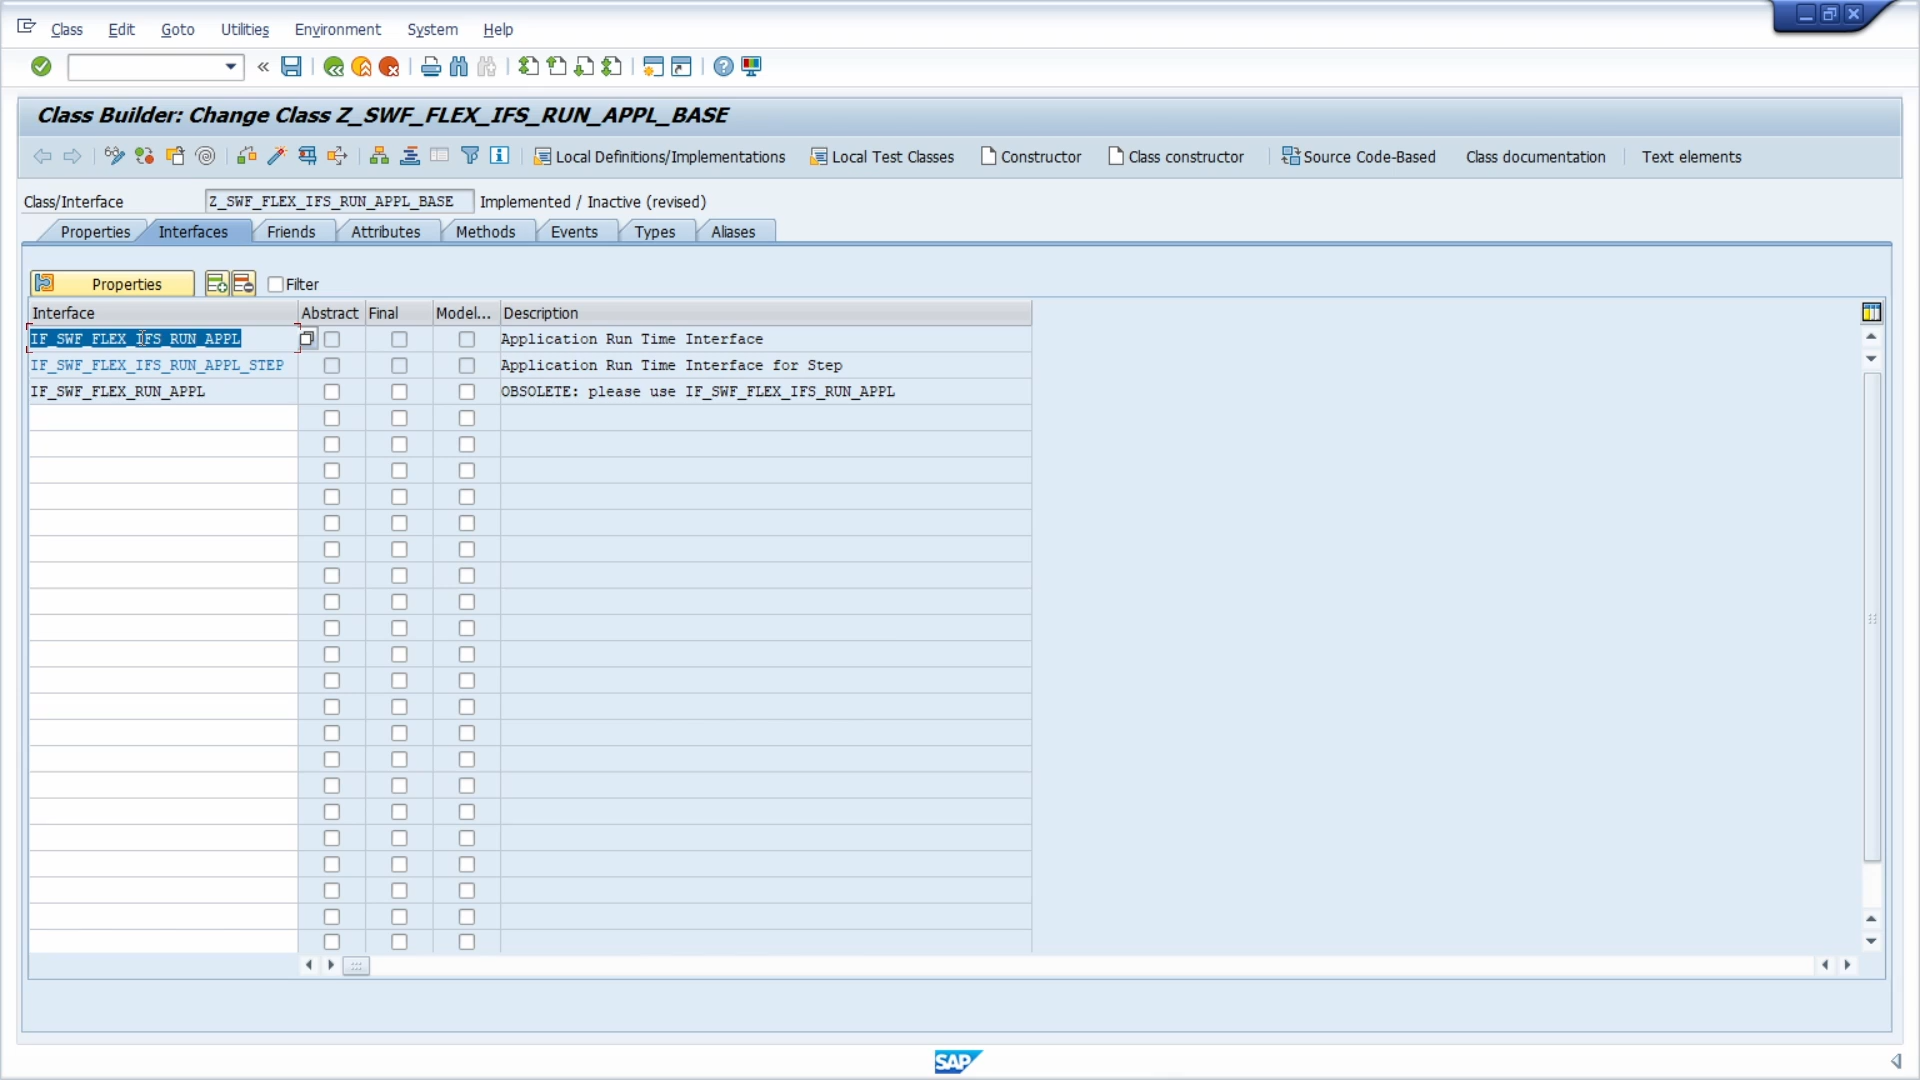 Class Edit Goto Utilities Environment System Help
Class Builder: Change Class Z_SWF_FLEX_IFS_RUN_APPL_BASE
Local Definitions/Implementations Local Test Classes Constructor Class constructor Source Code-Based Class documentation Text elements
Class/Interface Z_SWF_FLEX_IFS_RUN_APPL_BASE Implemented / Inactive (revised)
Properties Interfaces Friends Attributes Methods Events Types Aliases
Properties Filter
Interface Abstract Final Model... Description
IF_SWF_FLEX_IFS_RUN_APPL Application Run Time Interface
IF_SWF_FLEX_IFS_RUN_APPL_STEP Application Run Time Interface for Step
IF_SWF_FLEX_RUN_APPL OBSOLETE: please use IF_SWF_FLEX_IFS_RUN_APPL
SAP